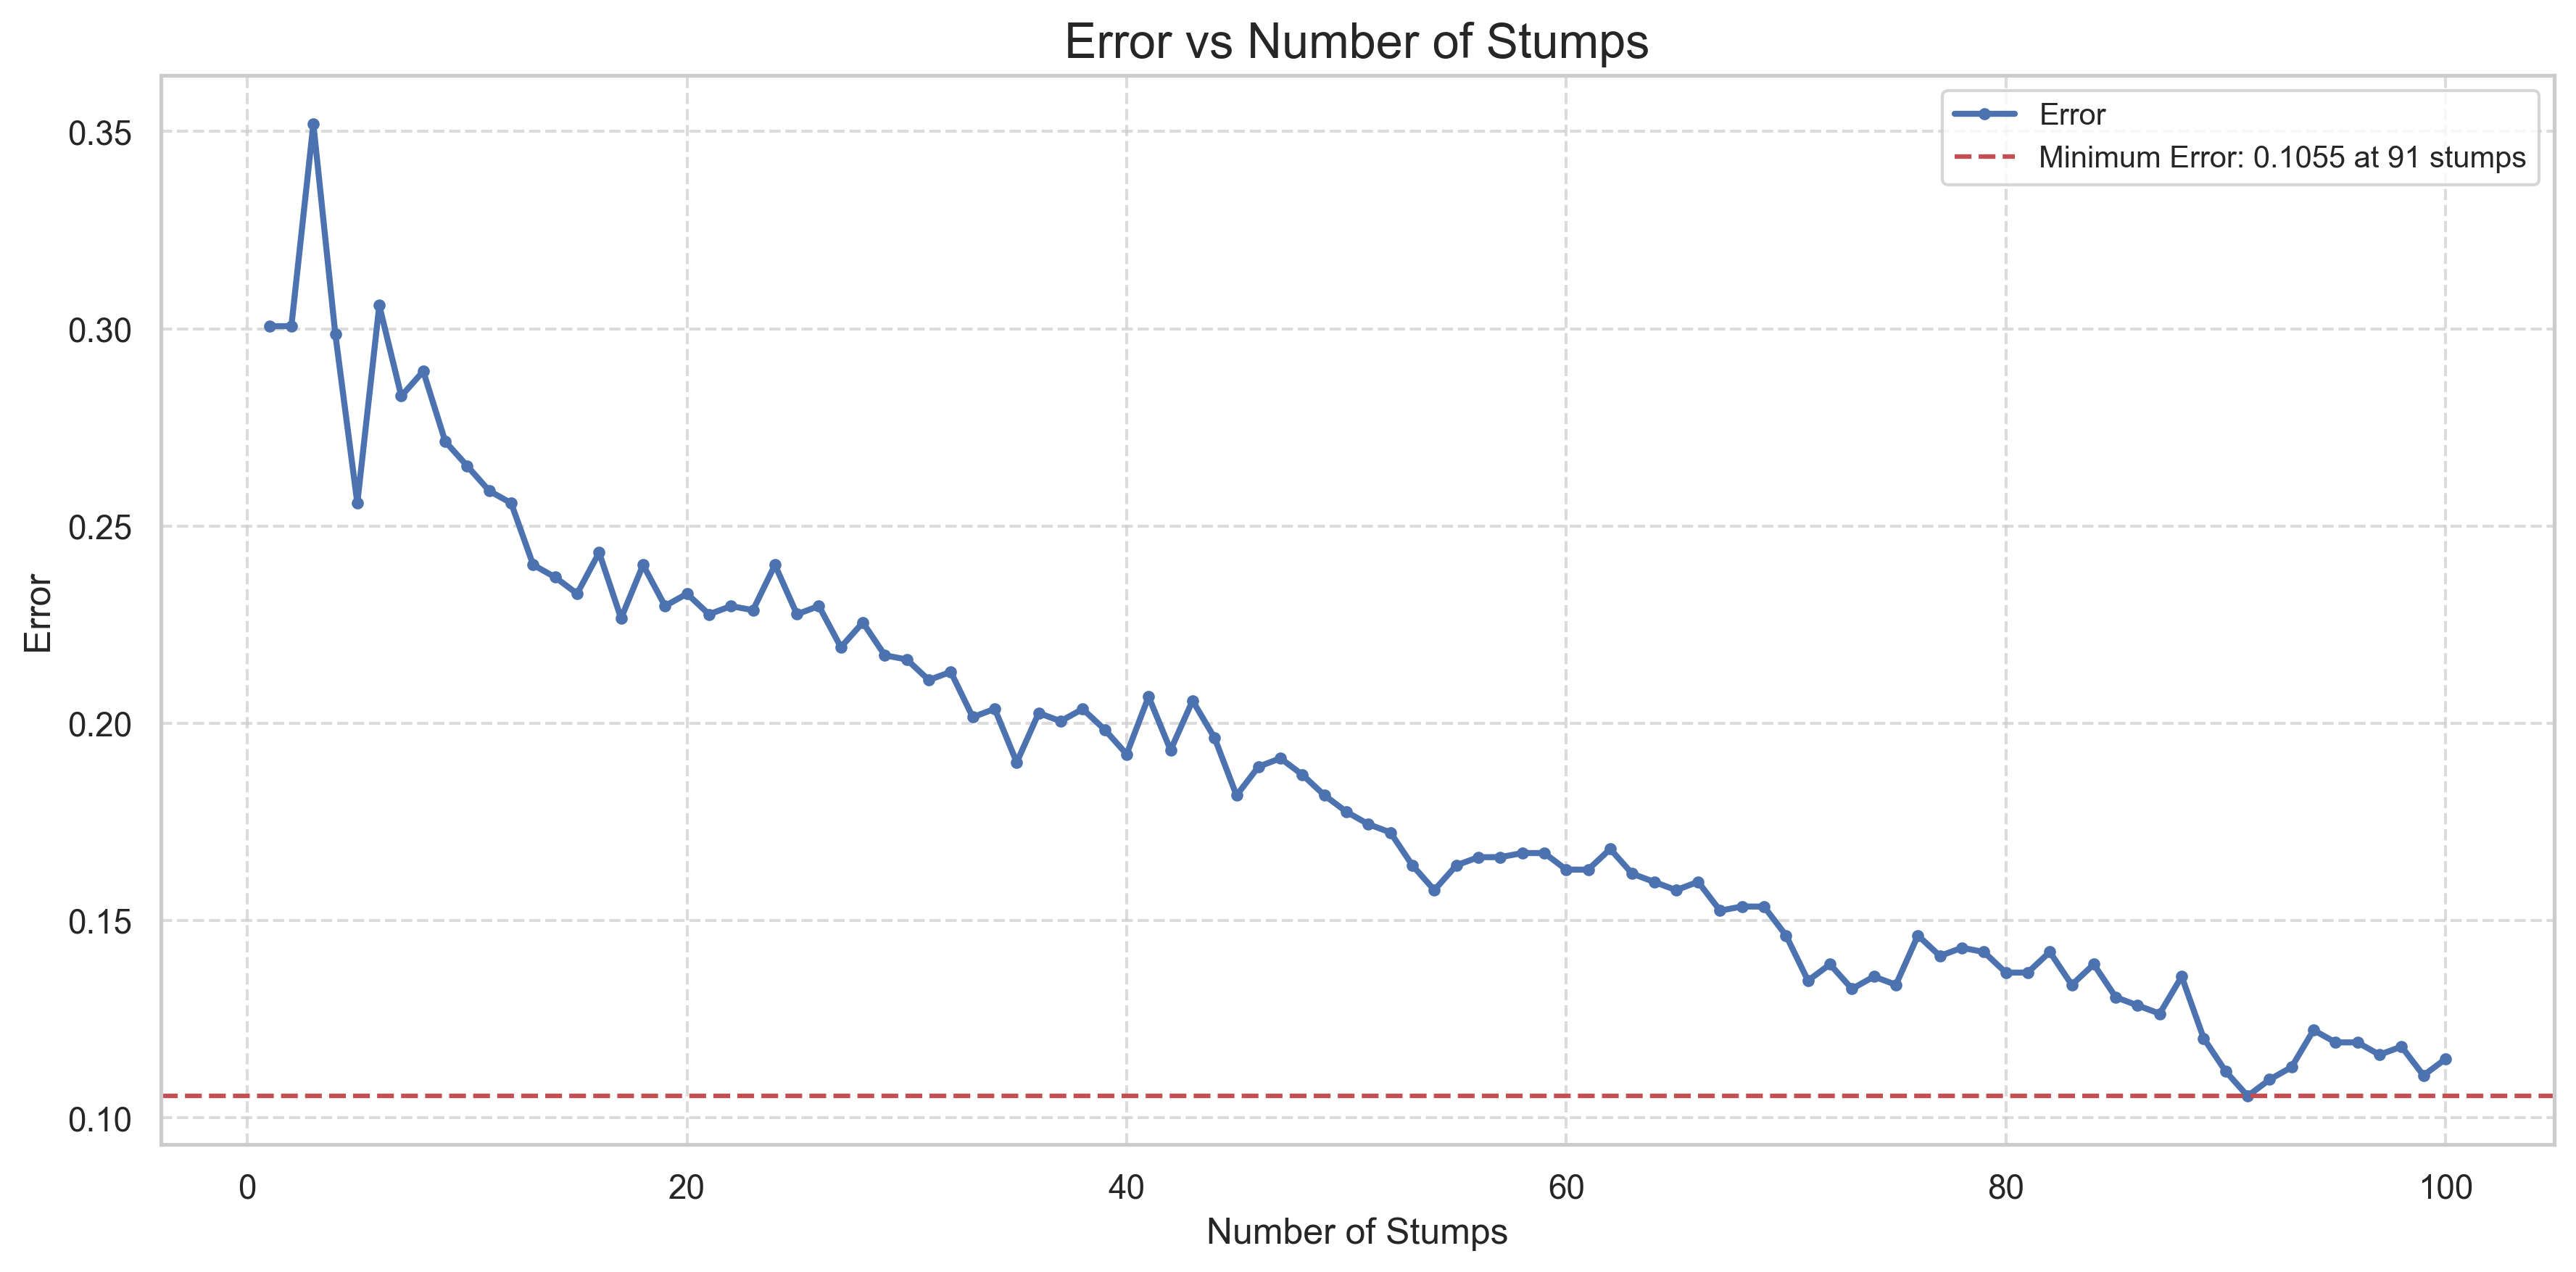 Error vs Number of Stumps
Error
Minimum Error: 0.1055 at 91 stumps
0.35
0.30
0.25
0.20
0.15
0.10
Error
0 20 40 60 80 100
Number of Stumps